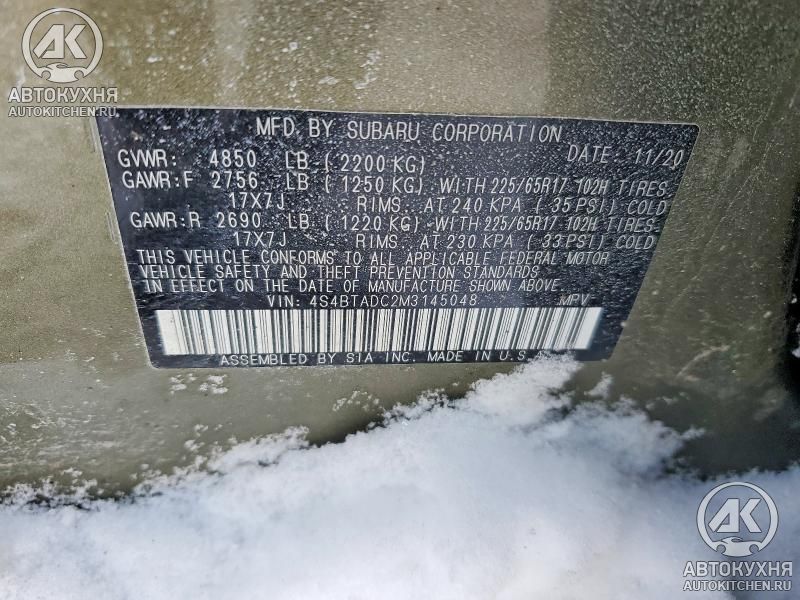 AK
АВТОКУХНЯ
AUTOKITCHEN.RU
MFD. BY SUBARU CORPORATION
GVWR: 4850 LB ( 2200 KG) DATE: 11/20
GAWR:F 2756 LB ( 1250 KG) WITH 225/65R17 102H TIRES
17X7J RIMS, AT 240 KPA ( 35 PSI) COLD
GAWR:R 2690 LB ( 1220 KG) WITH 225/65R17 102H TIRES
17X7J RIMS, AT 230 KPA ( 33 PSI) COLD
THIS VEHICLE CONFORMS TO ALL APPLICABLE FEDERAL MOTOR
VEHICLE SAFETY AND THEFT PREVENTION STANDARDS
IN EFFECT ON THE DATE OF MANUFACTURE SHOWN ABOVE.
VIN: 4S4BTADC2M3145048 MPV
ASSEMBLED BY SIA INC. MADE IN U.S.
AK
АВТОКУХНЯ
AUTOKITCHEN.RU